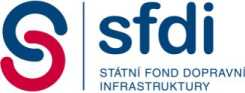 sfdi
STÁTNÍ FOND DOPRAVNÍ
INFRASTRUKTURY